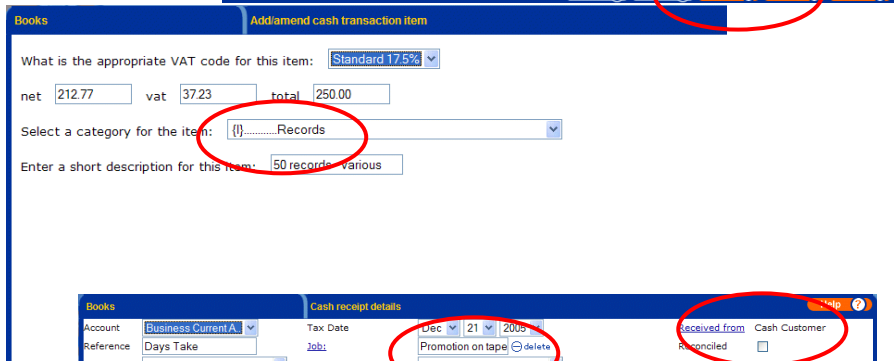 Books Add/amend cash transaction item
What is the appropriate VAT code for this item: Standard 17.5%
net 212.77 vat 37.23 total 250.00
Select a category for the item: {I}...........Records
Enter a short description for this item: 50 records - various
Books Cash receipt details Help ?
Account Business Current A.. Tax Date Dec 21 2005 Received from Cash Customer
Reference Days Take Job: Promotion on tape delete Reconciled